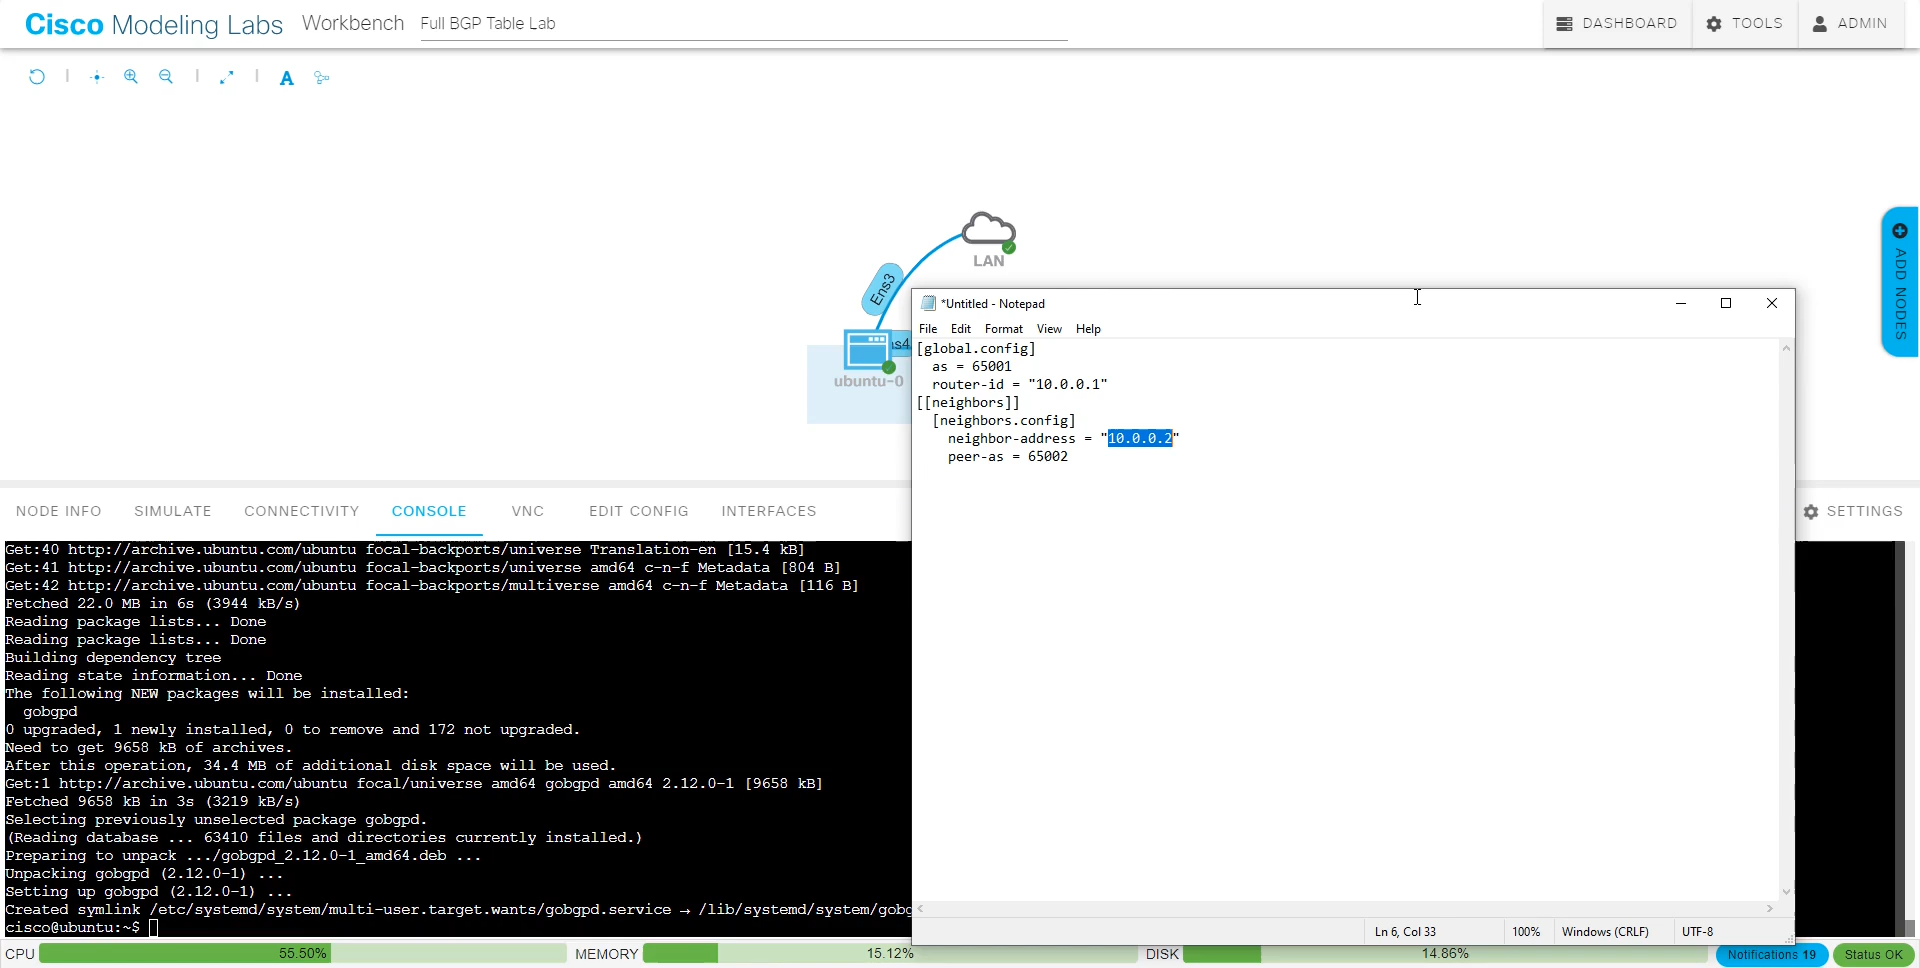 Cisco Modeling Labs Workbench Full BGP Table Lab
DASHBOARD TOOLS ADMIN
A
LAN
Ens3
ubuntu-0
ADD NODES
*Untitled - Notepad
File Edit Format View Help
[global.config]
  as = 65001
  router-id = "10.0.0.1"
[[neighbors]]
  [neighbors.config]
    neighbor-address = "10.0.0.2"
    peer-as = 65002
Ln 6, Col 33 100% Windows (CRLF) UTF-8
NODE INFO SIMULATE CONNECTIVITY CONSOLE VNC EDIT CONFIG INTERFACES SETTINGS
Get:40 http://archive.ubuntu.com/ubuntu focal-backports/universe Translation-en [15.4 kB]
Get:41 http://archive.ubuntu.com/ubuntu focal-backports/universe amd64 c-n-f Metadata [804 B]
Get:42 http://archive.ubuntu.com/ubuntu focal-backports/multiverse amd64 c-n-f Metadata [116 B]
Fetched 22.0 MB in 6s (3944 kB/s)
Reading package lists... Done
Reading package lists... Done
Building dependency tree
Reading state information... Done
The following NEW packages will be installed:
  gobgpd
0 upgraded, 1 newly installed, 0 to remove and 172 not upgraded.
Need to get 9658 kB of archives.
After this operation, 34.4 MB of additional disk space will be used.
Get:1 http://archive.ubuntu.com/ubuntu focal/universe amd64 gobgpd amd64 2.12.0-1 [9658 kB]
Fetched 9658 kB in 3s (3219 kB/s)
Selecting previously unselected package gobgpd.
(Reading database ... 63410 files and directories currently installed.)
Preparing to unpack .../gobgpd_2.12.0-1_amd64.deb ...
Unpacking gobgpd (2.12.0-1) ...
Setting up gobgpd (2.12.0-1) ...
Created symlink /etc/systemd/system/multi-user.target.wants/gobgpd.service → /lib/systemd/system/gobg
cisco@ubuntu:~$
CPU 55.50% MEMORY 15.12% DISK 14.86% Notifications 19 Status OK